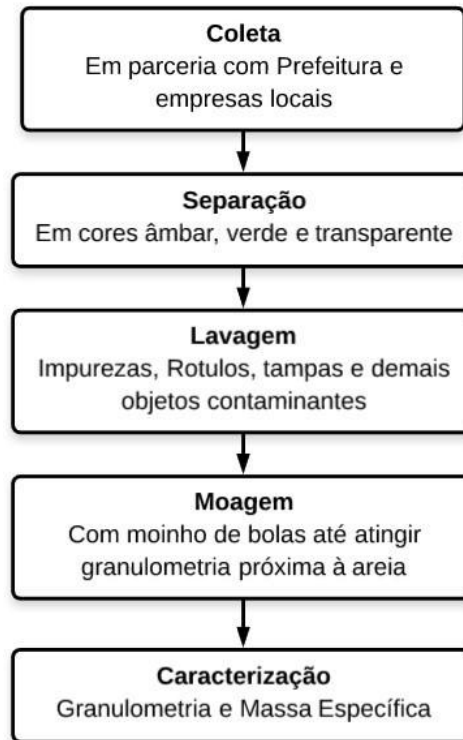 Coleta
Em parceria com Prefeitura e
empresas locais
Separação
Em cores âmbar, verde e transparente
Lavagem
Impurezas, Rotulos, tampas e demais
objetos contaminantes
Moagem
Com moinho de bolas até atingir
granulometria próxima à areia
Caracterização
Granulometria e Massa Específica